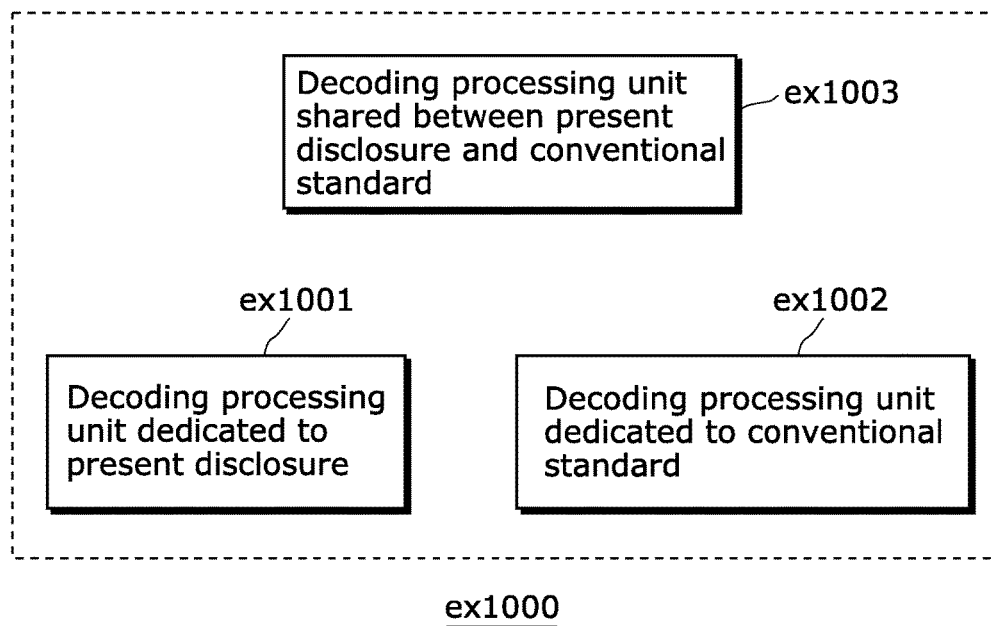 Decoding processing unit
shared between present
disclosure and conventional
standard
ex1003
ex1001
Decoding processing
unit dedicated to
present disclosure
ex1002
Decoding processing unit
dedicated to conventional
standard
ex1000